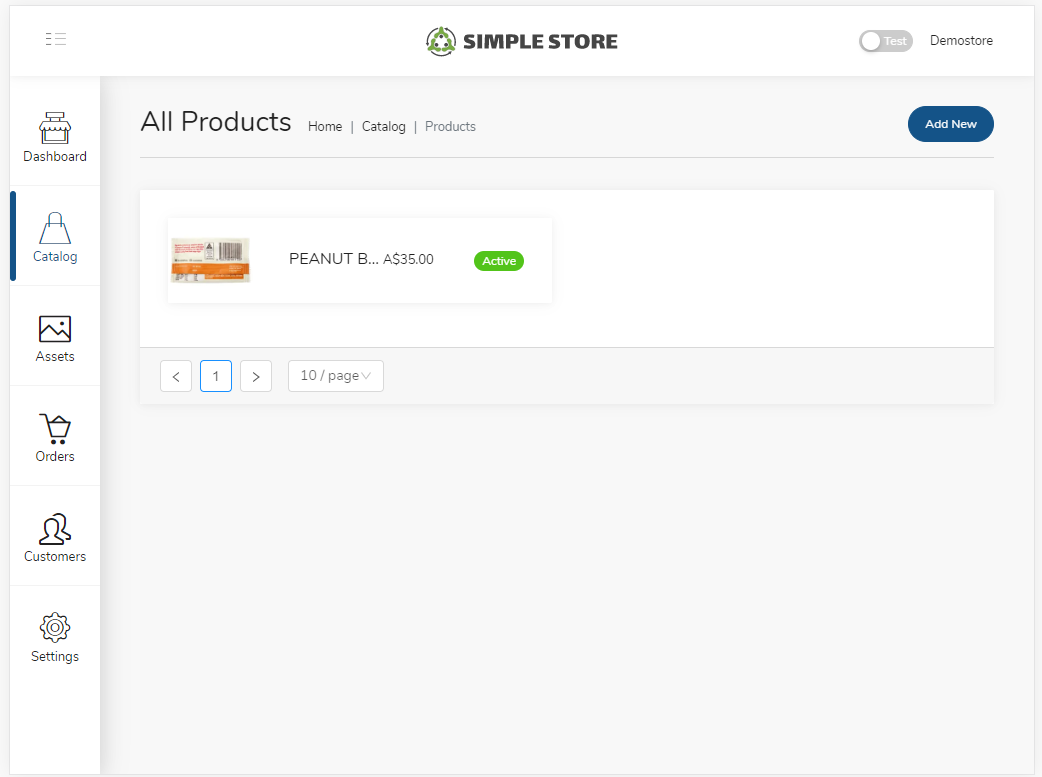 SIMPLE STORE
Test
Demostore
All Products
Home | Catalog | Products
Add New
Dashboard
Catalog
Assets
Orders
Customers
Settings
PEANUT B... A$35.00
Active
< 1 > 10 / page